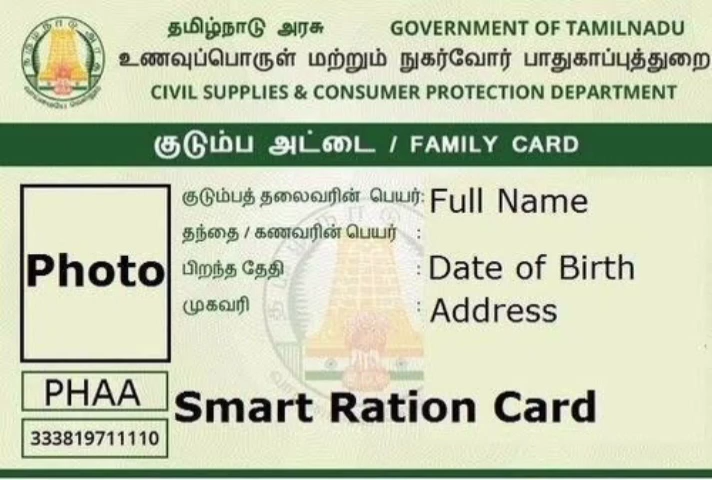 தமிழ்நாடு அரசு GOVERNMENT OF TAMILNADU
உணவுப்பொருள் மற்றும் நுகர்வோர் பாதுகாப்புத்துறை
CIVIL SUPPLIES & CONSUMER PROTECTION DEPARTMENT
குடும்ப அட்டை / FAMILY CARD
குடும்பத் தலைவரின் பெயர்: Full Name
தந்தை / கணவரின் பெயர் :
Photo
பிறந்த தேதி : Date of Birth
முகவரி : Address
PHAA
Smart Ration Card
333819711110